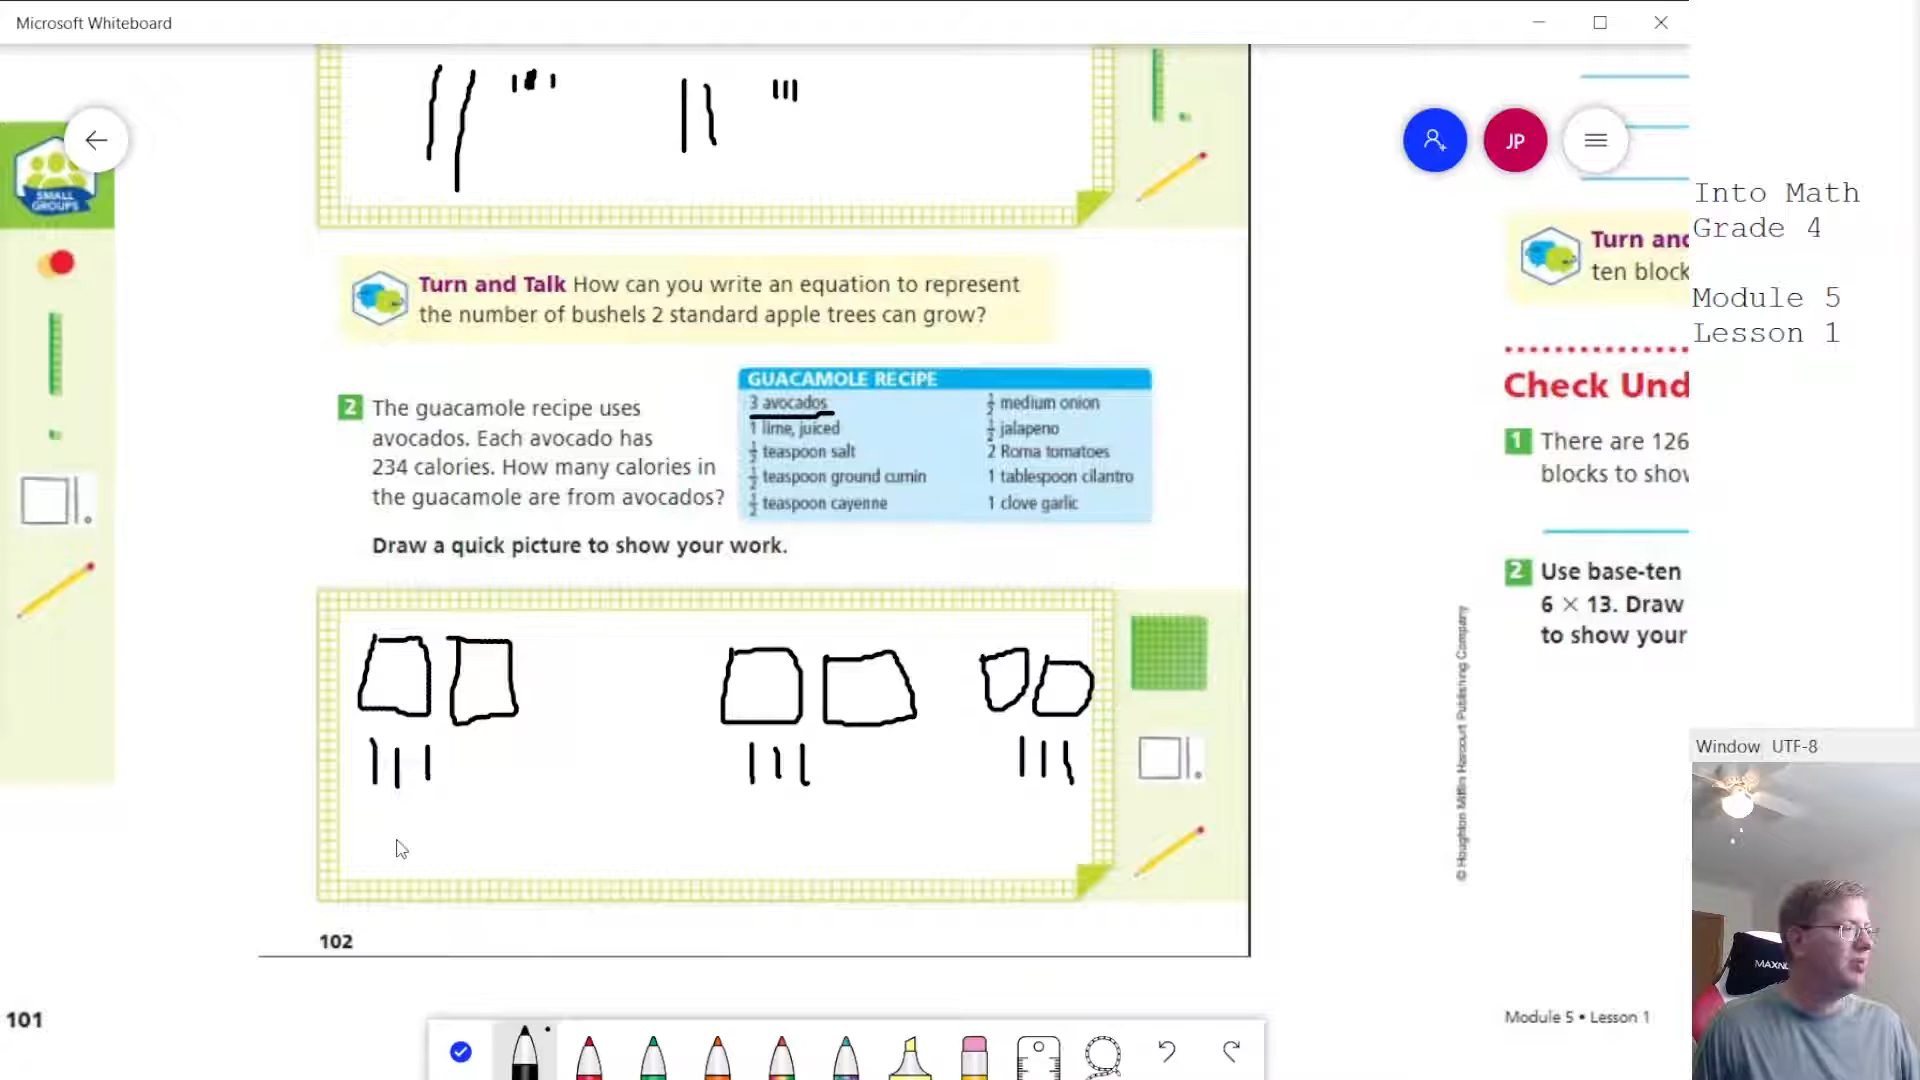 Microsoft Whiteboard
SMALL
GROUPS
JP
Into Math
Grade 4
Module 5
Lesson 1
Turn and Talk How can you write an equation to represent
the number of bushels 2 standard apple trees can grow?
2 The guacamole recipe uses
avocados. Each avocado has
234 calories. How many calories in
the guacamole are from avocados?
Draw a quick picture to show your work.
GUACAMOLE RECIPE
3 avocados
1 lime, juiced
teaspoon salt
teaspoon ground cumin
teaspoon cayenne
1/2 medium onion
1/2 jalapeno
2 Roma tomatoes
1 tablespoon cilantro
1 clove garlic
102
101
Turn and
ten block
Check Und
1 There are 126
blocks to show
2 Use base-ten
6 × 13. Draw
to show your
© Houghton Mifflin Harcourt Publishing Company
Module 5 • Lesson 1
Window UTF-8